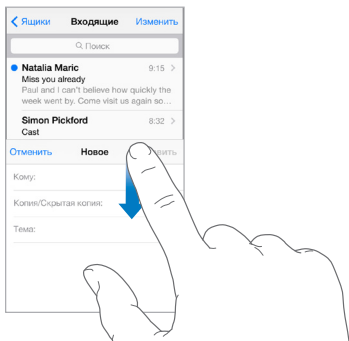 Ящики Входящие Изменить
Поиск
Natalia Maric 9:15
Miss you already
Paul and I can't believe how quickly the
week went by. Come visit us again so...
Simon Pickford 8:32
Cast
Отменить Новое
Кому:
Копия/Скрытая копия:
Тема: